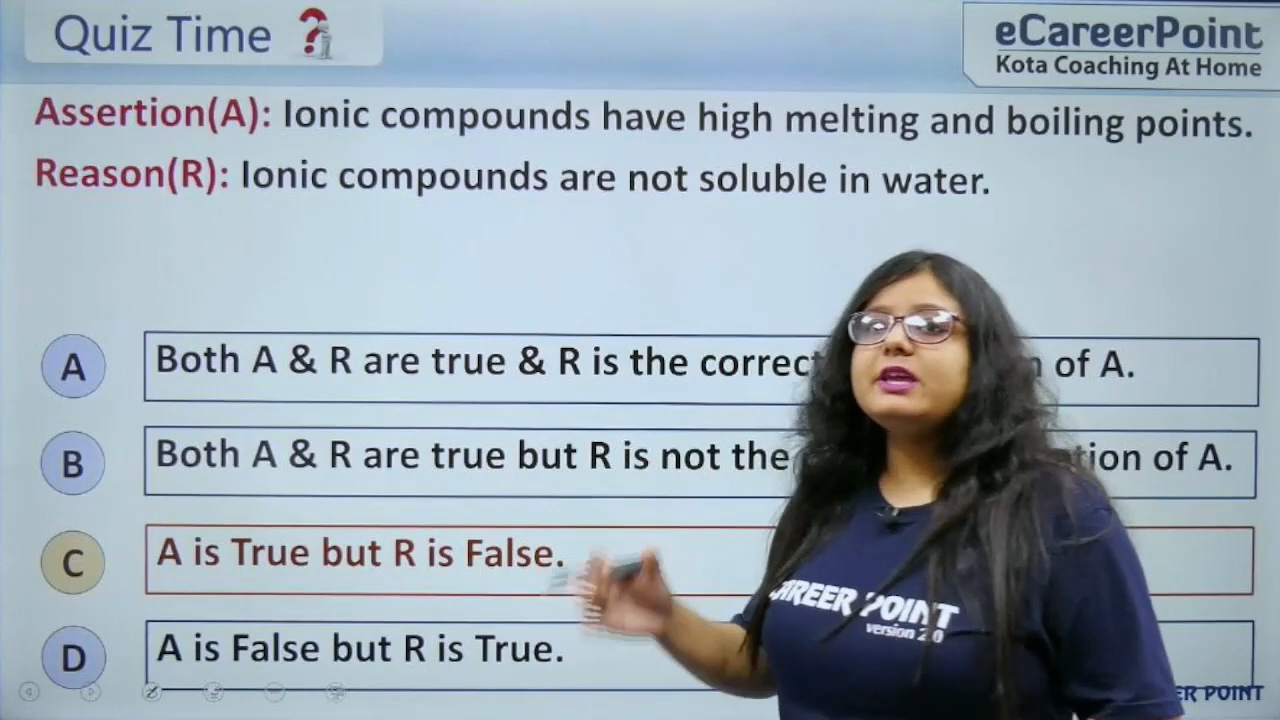 Quiz Time
eCareerPoint
Kota Coaching At Home
Assertion(A): Ionic compounds have high melting and boiling points.
Reason(R): Ionic compounds are not soluble in water.
A Both A & R are true & R is the correct of A.
B Both A & R are true but R is not the of A.
C A is True but R is False.
D A is False but R is True.
CAREER POINT
version 2.0
POINT